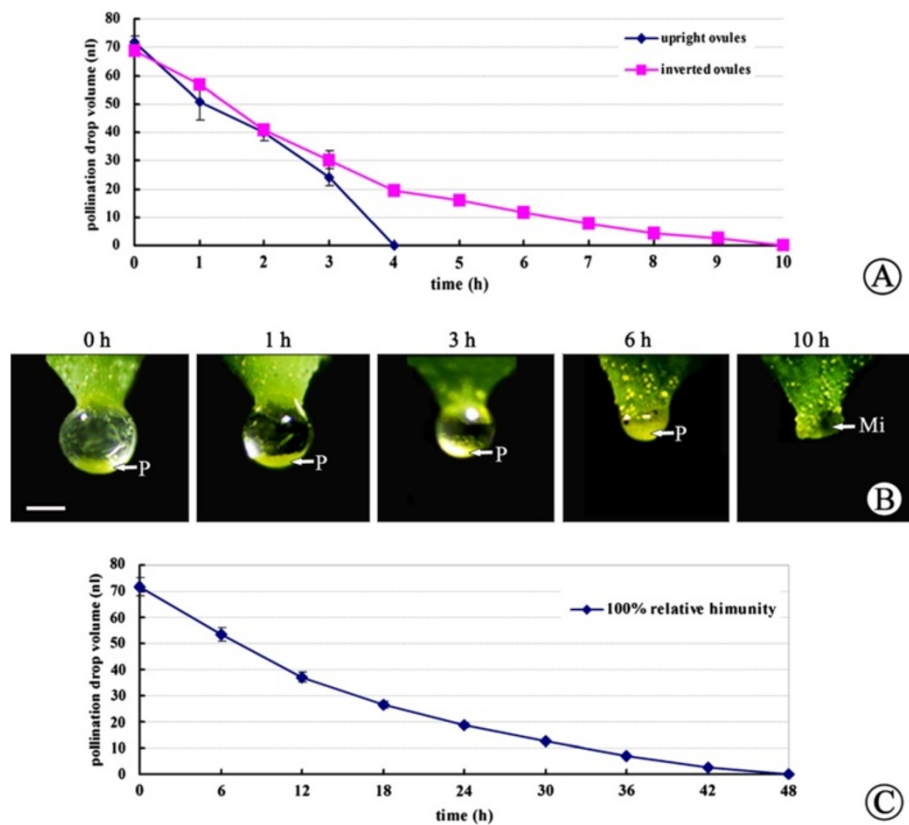 80
70
60
50
40
30
20
10
0
pollination drop volume (nl)
upright ovules
inverted ovules
0 1 2 3 4 5 6 7 8 9 10
time (h)
A
0 h 1 h 3 h 6 h 10 h
P P P P Mi
B
80
70
60
50
40
30
20
10
0
pollination drop volume (nl)
100% relative himunity
0 6 12 18 24 30 36 42 48
time (h)
C